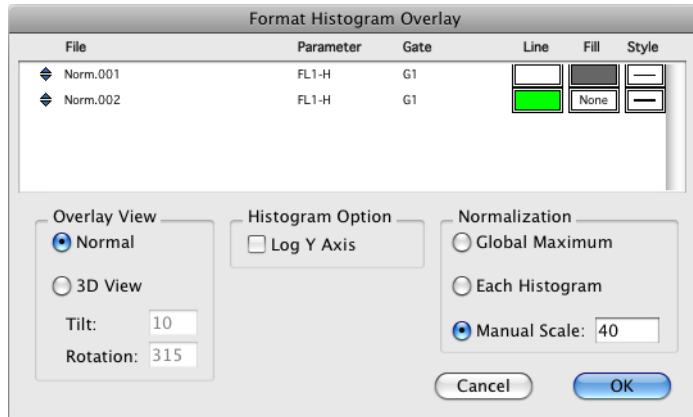 Format Histogram Overlay
File Parameter Gate Line Fill Style
Norm.001 FL1-H G1
Norm.002 FL1-H G1 None
Overlay View
Normal
3D View
Tilt: 10
Rotation: 315
Histogram Option
Log Y Axis
Normalization
Global Maximum
Each Histogram
Manual Scale: 40
Cancel OK